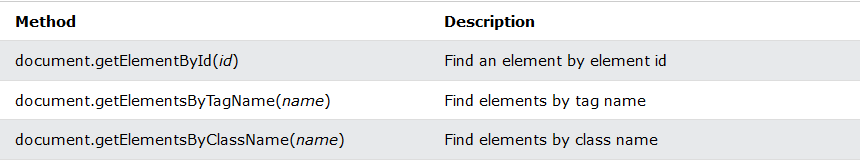 Method Description
document.getElementById(id) Find an element by element id
document.getElementsByTagName(name) Find elements by tag name
document.getElementsByClassName(name) Find elements by class name